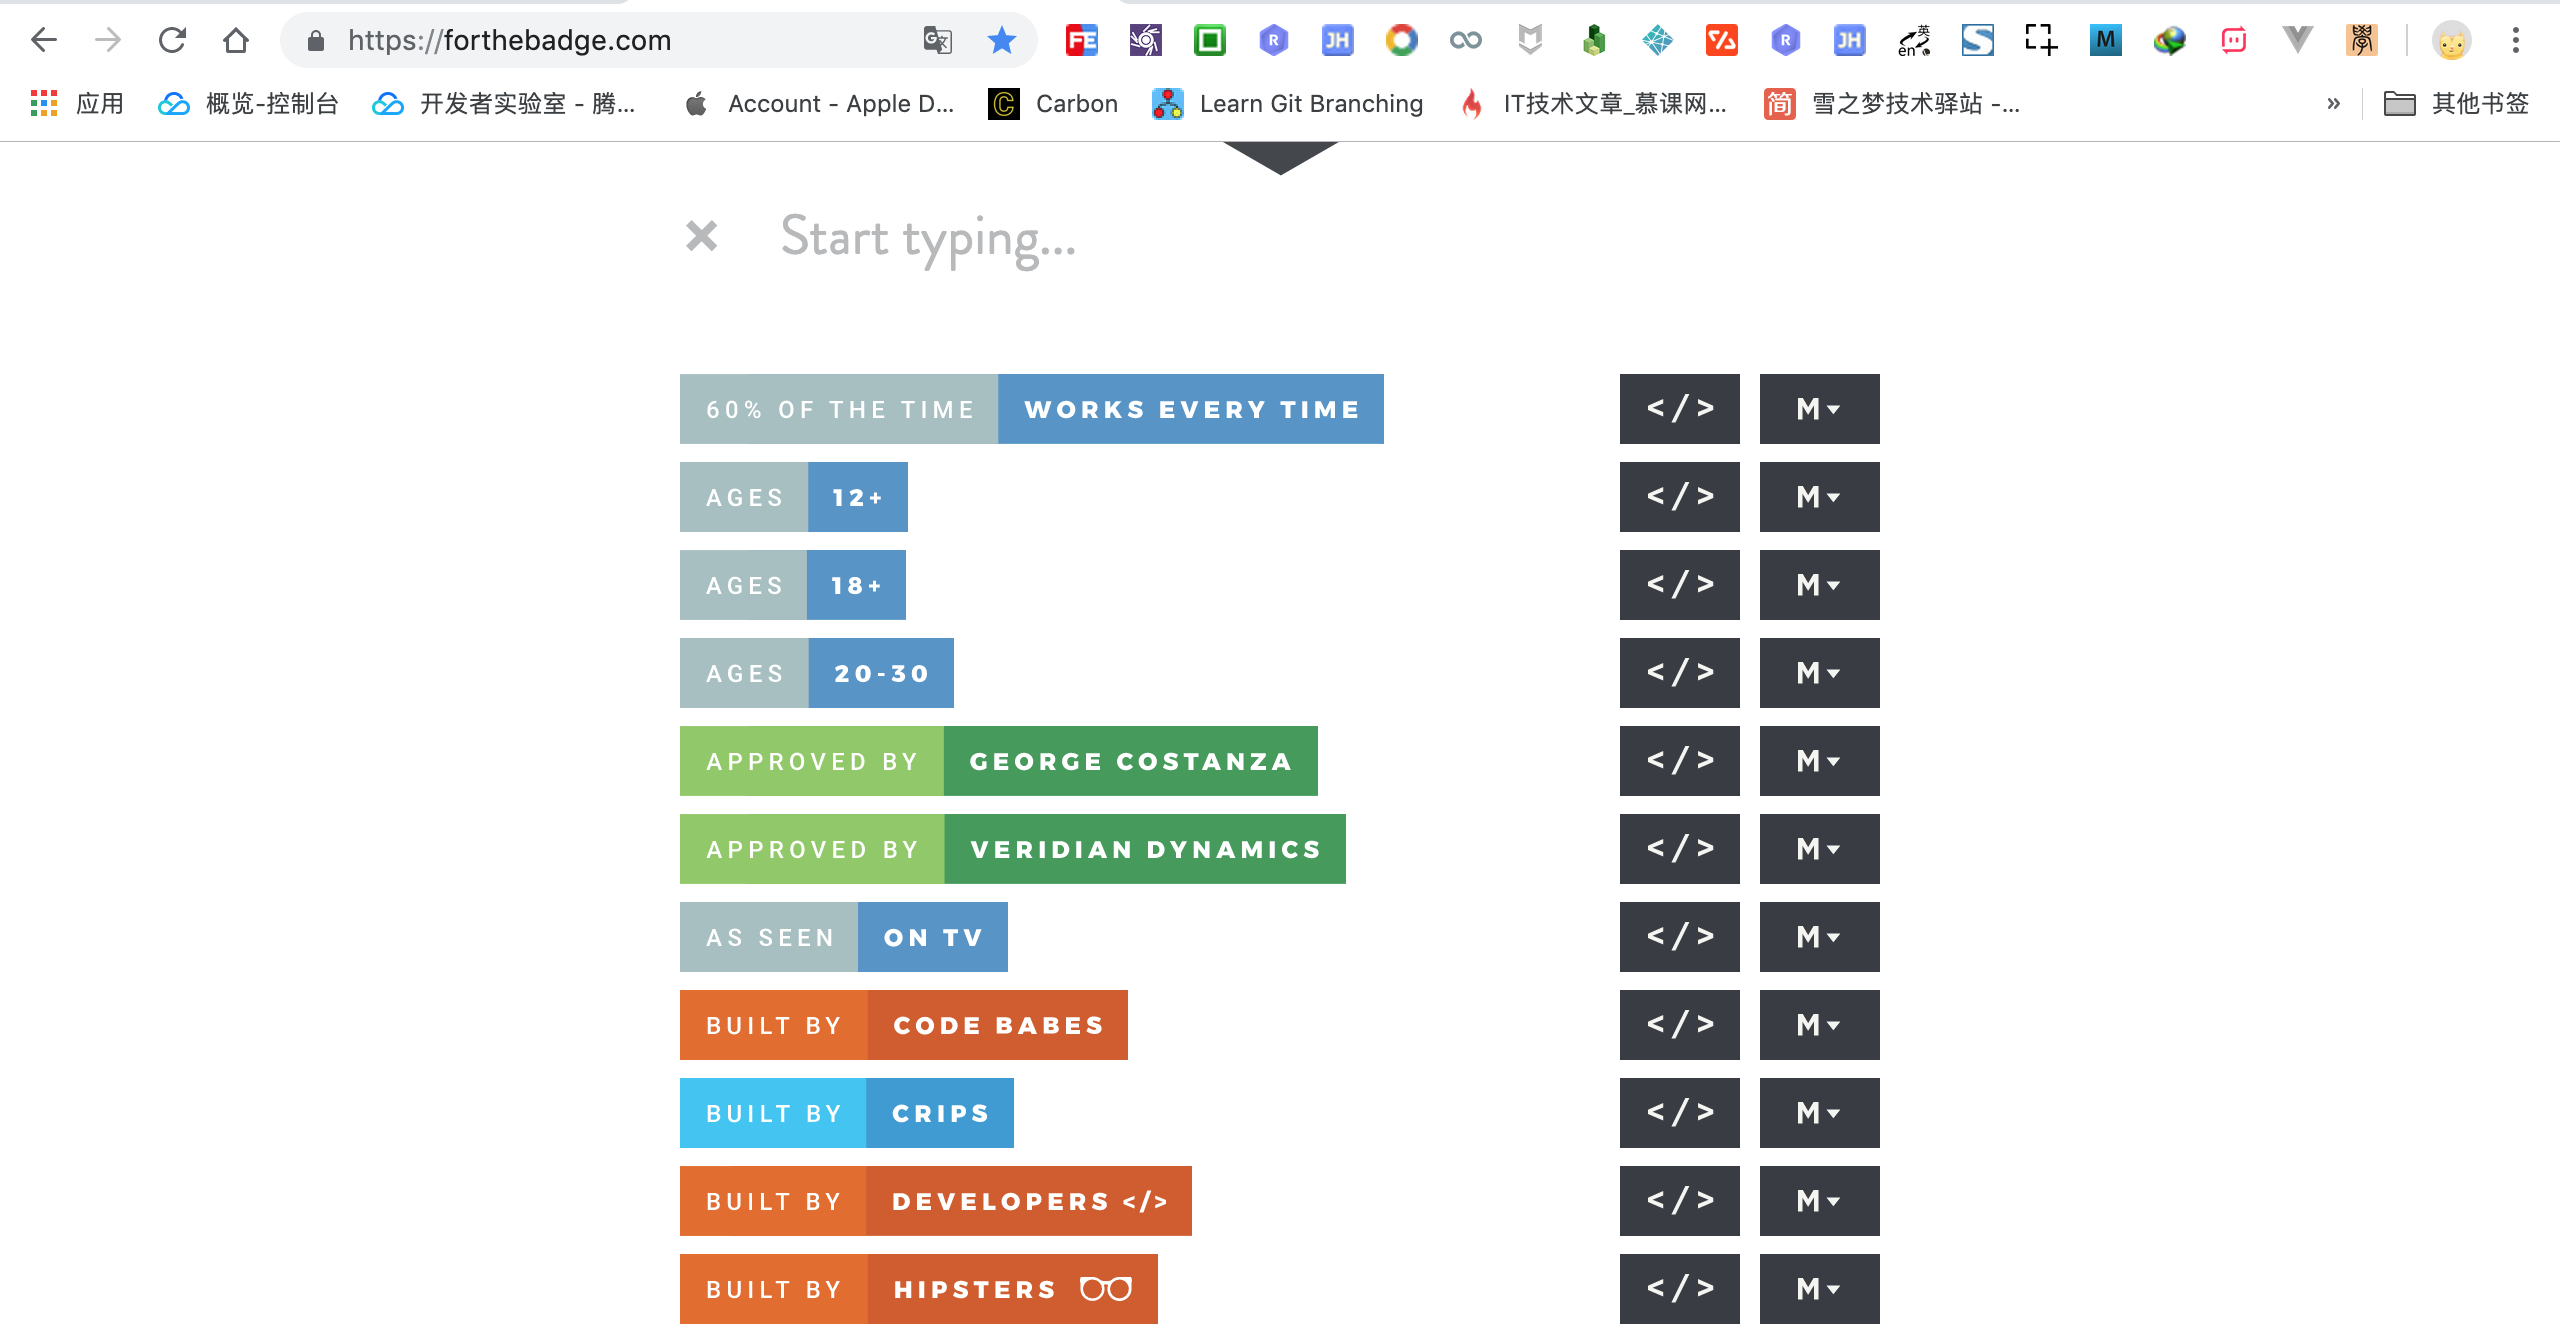 https://forthebadge.com
应用 概览-控制台 开发者实验室 - 腾... Account - Apple D... Carbon Learn Git Branching IT技术文章_慕课网... 雪之梦技术驿站 -... » 其他书签
× Start typing...
60% OF THE TIME WORKS EVERY TIME </> M
AGES 12+ </> M
AGES 18+ </> M
AGES 20-30 </> M
APPROVED BY GEORGE COSTANZA </> M
APPROVED BY VERIDIAN DYNAMICS </> M
AS SEEN ON TV </> M
BUILT BY CODE BABES </> M
BUILT BY CRIPS </> M
BUILT BY DEVELOPERS </> </> M
BUILT BY HIPSTERS </> M